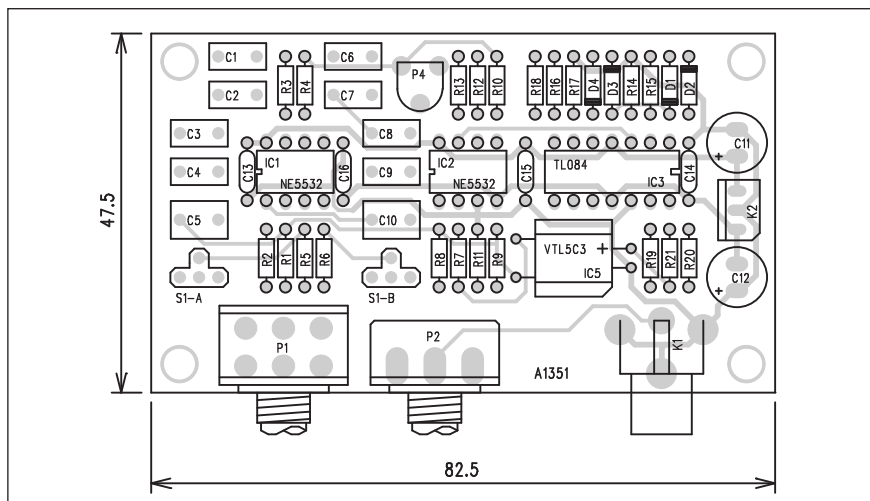 C1
C6
C2
C7
R3
R4
P4
R13
R12
R10
R18
R16
R17
D4
D3
R14
R15
D1
D2
C3
C8
C11
+
C4
C13
IC1
NE5532
C16
C9
IC2
NE5532
C15
TL084
IC3
C14
K2
C5
C10
R2
R1
R5
R6
R8
R7
R11
R9
VTL5C3
+
IC5
R19
R21
R20
C12
+
S1-A
S1-B
P1
P2
K1
A1351
47.5
82.5